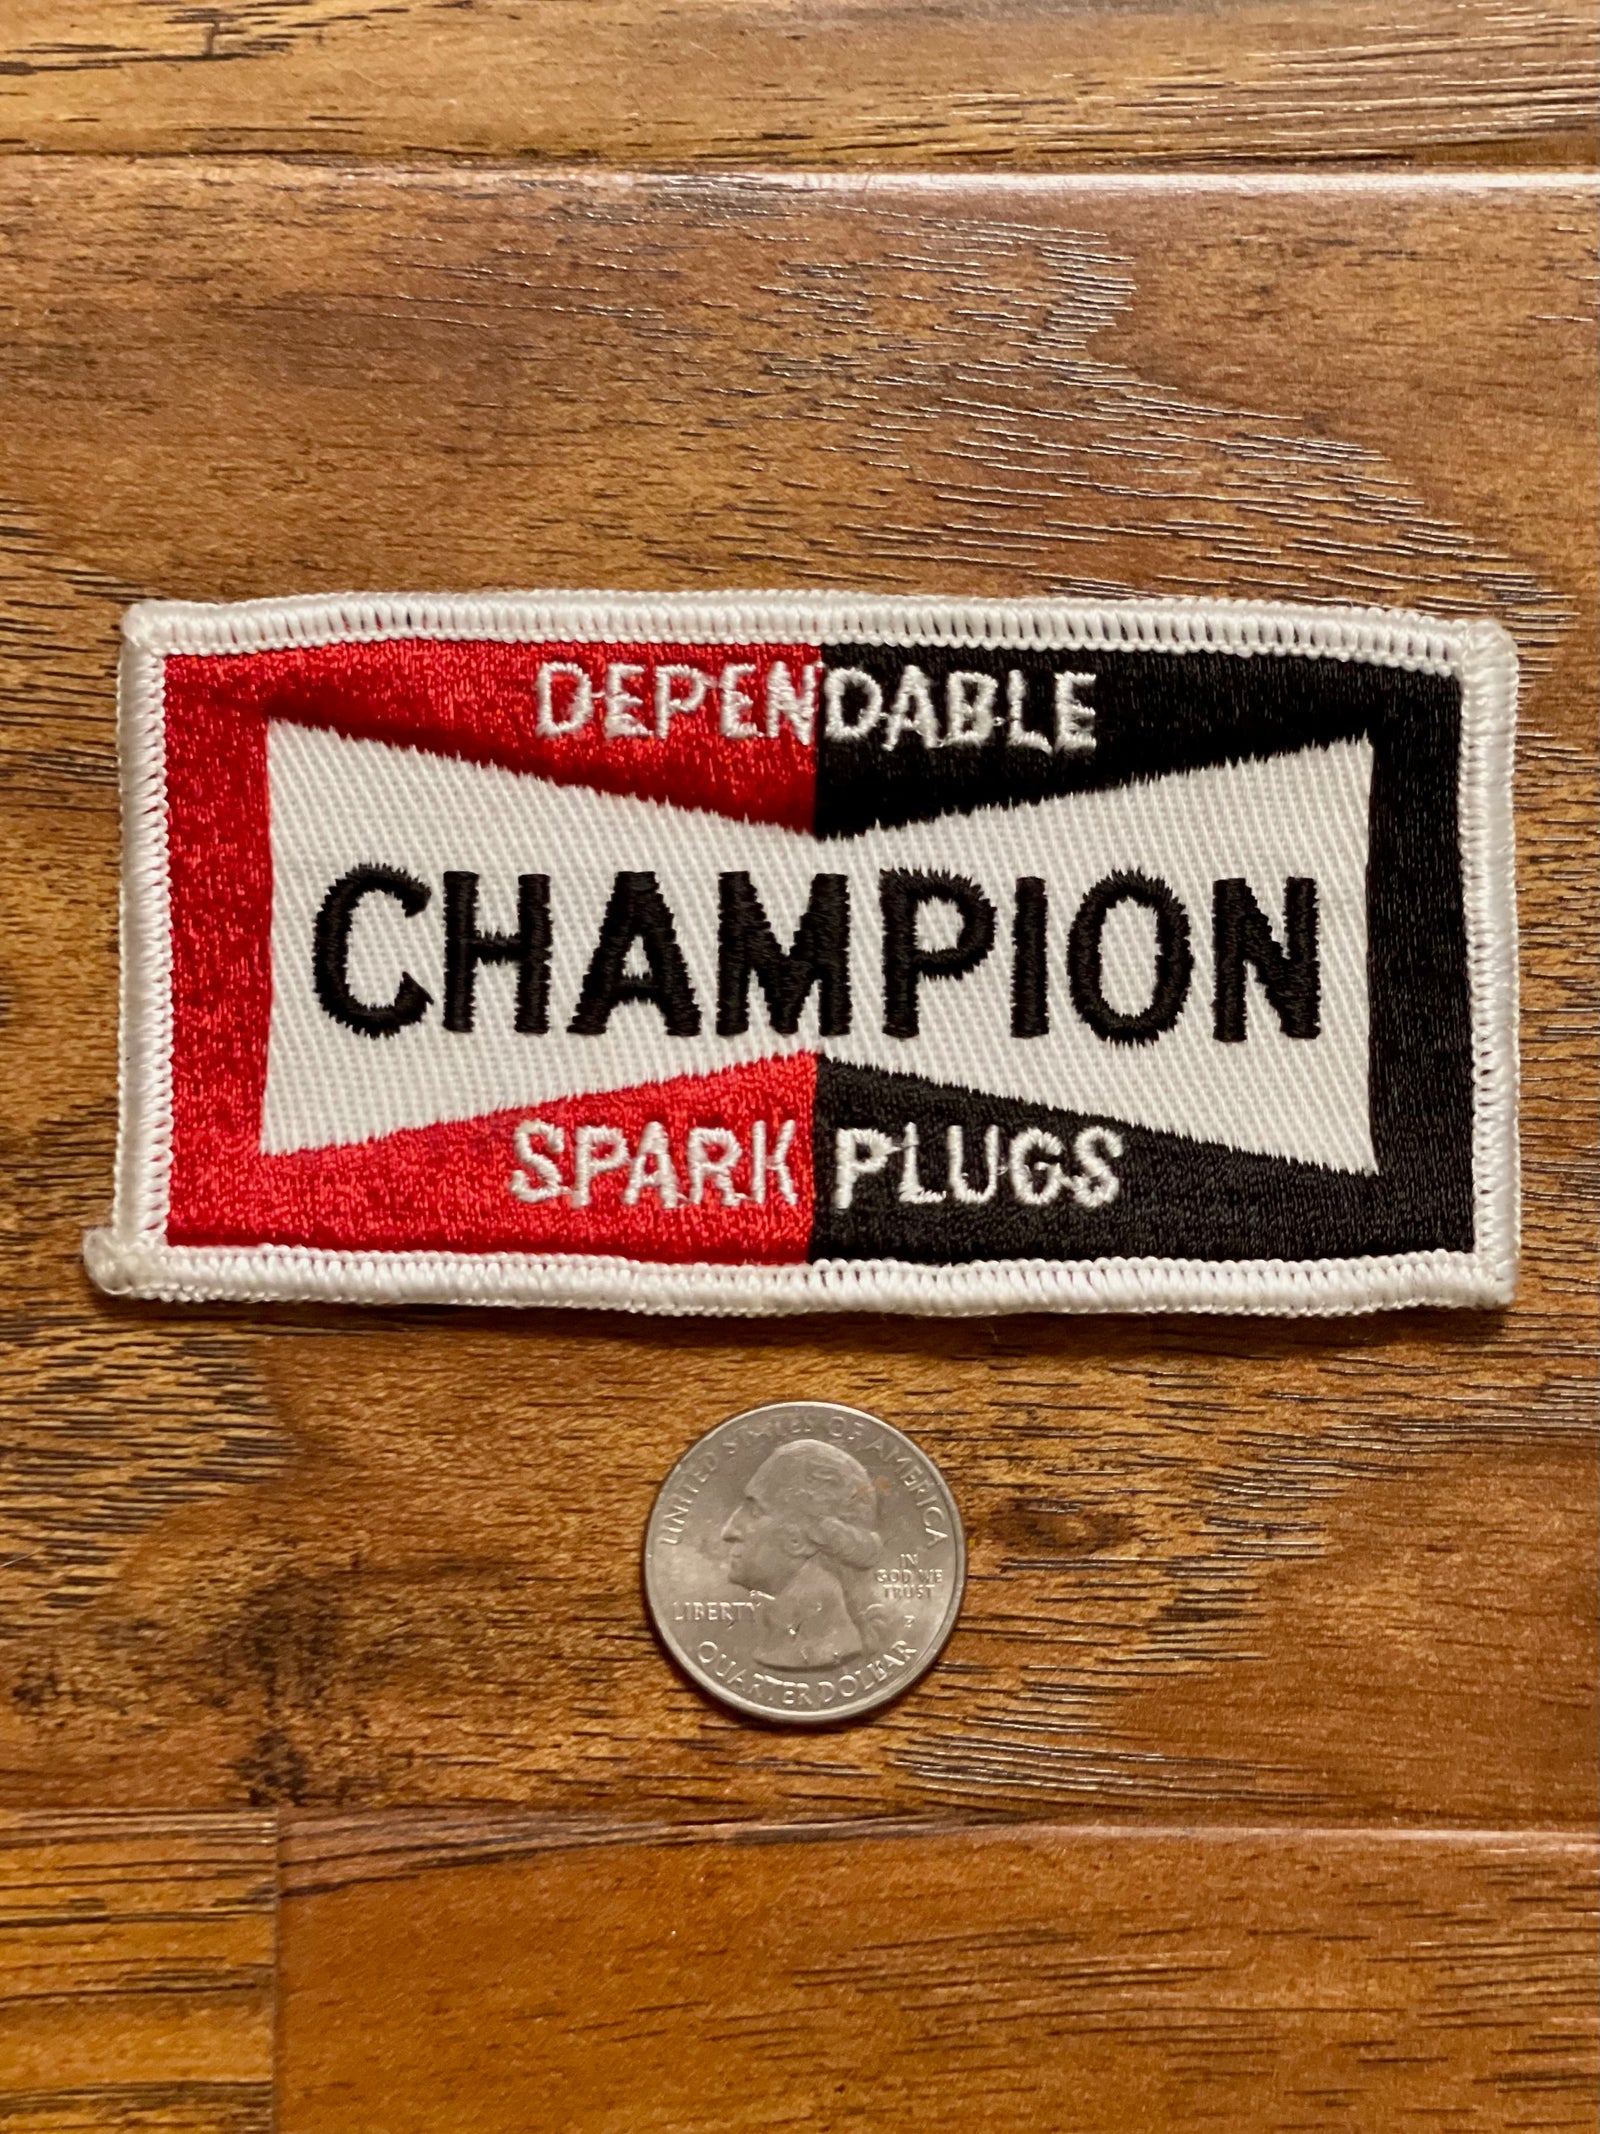 DEPENDABLE
CHAMPION
SPARK PLUGS
UNITED STATES OF AMERICA
IN
GOD WE
TRUST
LIBERTY
P
QUARTER DOLLAR